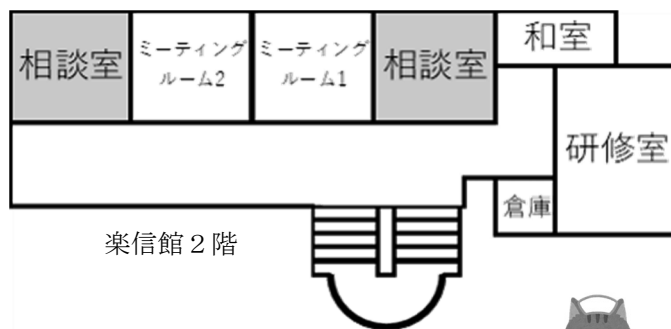 相談室
ミーティング
ルーム2
ミーティング
ルーム1
相談室
和室
研修室
倉庫
楽信館２階